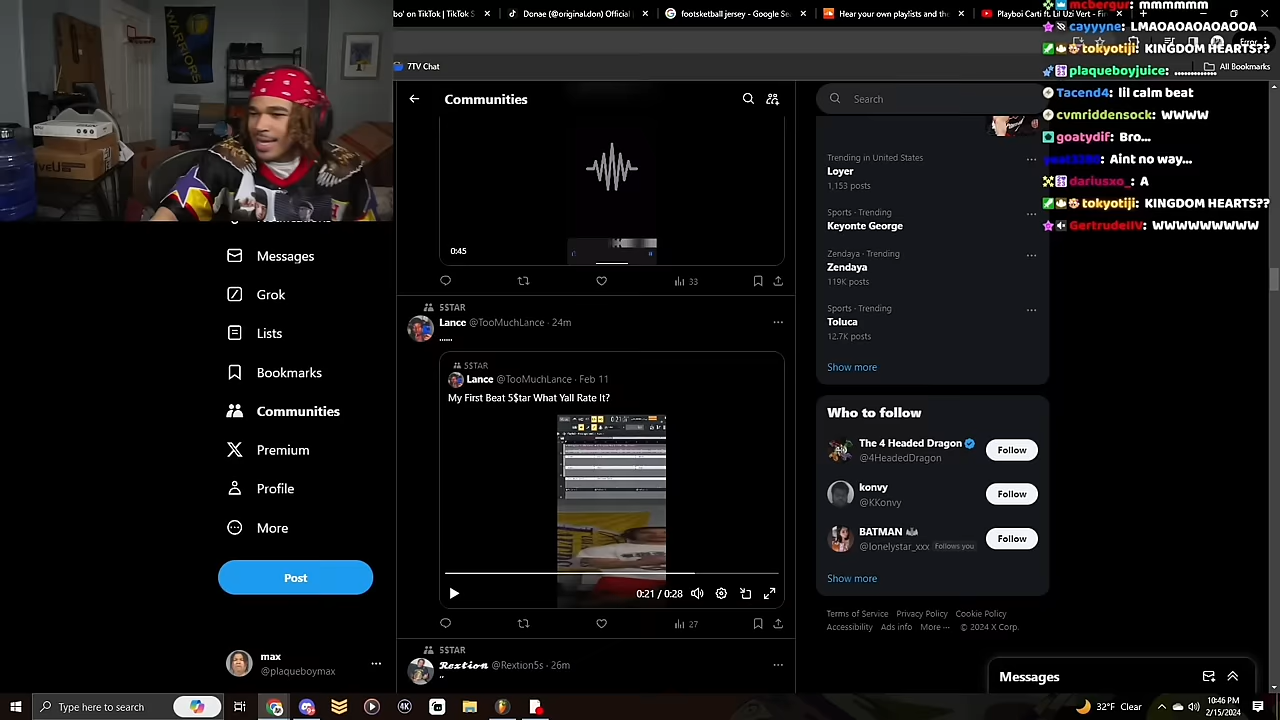 bo' on TikTok | TikTok S
Donae (@original.don) Official |
footsketball jersey - Google Se
Hear your own playlists and the
Playboi Carti & Lil Uzi Vert - Fi
7TV Chat
All Bookmarks
WARRIORS
Communities
Search
0:45
33
5$TAR
Lance @TooMuchLance · 24m
......
5$TAR
Lance @TooMuchLance · Feb 11
My First Beat 5$tar What Yall Rate It?
0:21 / 0:28
27
5$TAR
Rextion @Rextion5s · 26m
..
Messages
Grok
Lists
Bookmarks
Communities
Premium
Profile
More
Post
max
@plaqueboymax
Trending in United States
Loyer
1,153 posts
Sports · Trending
Keyonte George
Zendaya · Trending
Zendaya
119K posts
Sports · Trending
Toluca
12.7K posts
Show more
Who to follow
The 4 Headed Dragon
@4HeadedDragon
Follow
konvy
@KKonvy
Follow
BATMAN
@lonelystar_xxx Follows you
Follow
Show more
Terms of Service Privacy Policy Cookie Policy
Accessibility Ads info More ··· © 2024 X Corp.
Messages
mcbergur: mmmmmm
cayyyne: LMAOAOAOAOAOOA
tokyotiji: KINGDOM HEARTS??
plaqueboyjuice: ............
Tacend4: lil calm beat
cvmriddensock: WWWW
goatydif: Bro...
Aint no way...
dariusxo_: A
tokyotiji: KINGDOM HEARTS??
GertrudeIIV: WWWWWWWWW
Type here to search
32°F Clear
10:46 PM
2/15/2024